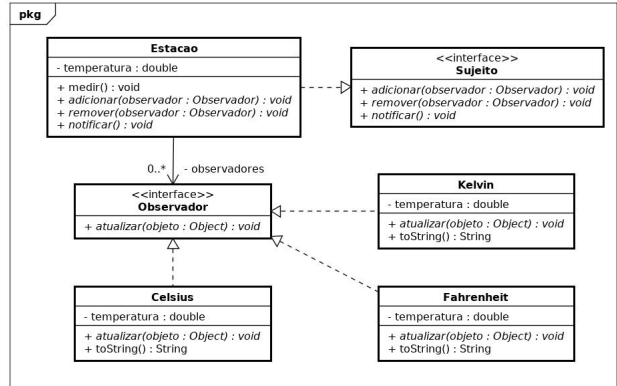 pkg
Estacao
- temperatura : double
+ medir() : void
+ adicionar(observador : Observador) : void
+ remover(observador : Observador) : void
+ notificar() : void
<<interface>>
Sujeito
+ adicionar(observador : Observador) : void
+ remover(observador : Observador) : void
+ notificar() : void
0..* - observadores
<<interface>>
Observador
+ atualizar(objeto : Object) : void
Kelvin
- temperatura : double
+ atualizar(objeto : Object) : void
+ toString() : String
Celsius
- temperatura : double
+ atualizar(objeto : Object) : void
+ toString() : String
Fahrenheit
- temperatura : double
+ atualizar(objeto : Object) : void
+ toString() : String